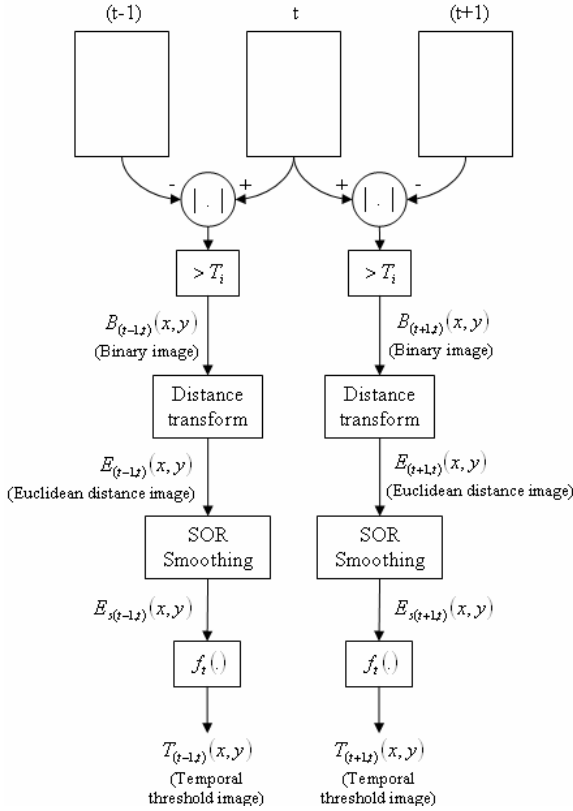 (t-1) t (t+1)
- + + -
| . | | . |
> T_i > T_i
B_(t−1,t)(x, y) B_(t+1,t)(x, y)
(Binary image) (Binary image)
Distance Distance
transform transform
E_(t−1,t)(x, y) E_(t+1,t)(x, y)
(Euclidean distance image) (Euclidean distance image)
SOR SOR
Smoothing Smoothing
E_s(t−1,t)(x, y) E_s(t+1,t)(x, y)
f_t(.) f_t(.)
T_(t−1,t)(x, y) T_(t+1,t)(x, y)
(Temporal (Temporal
threshold image) threshold image)